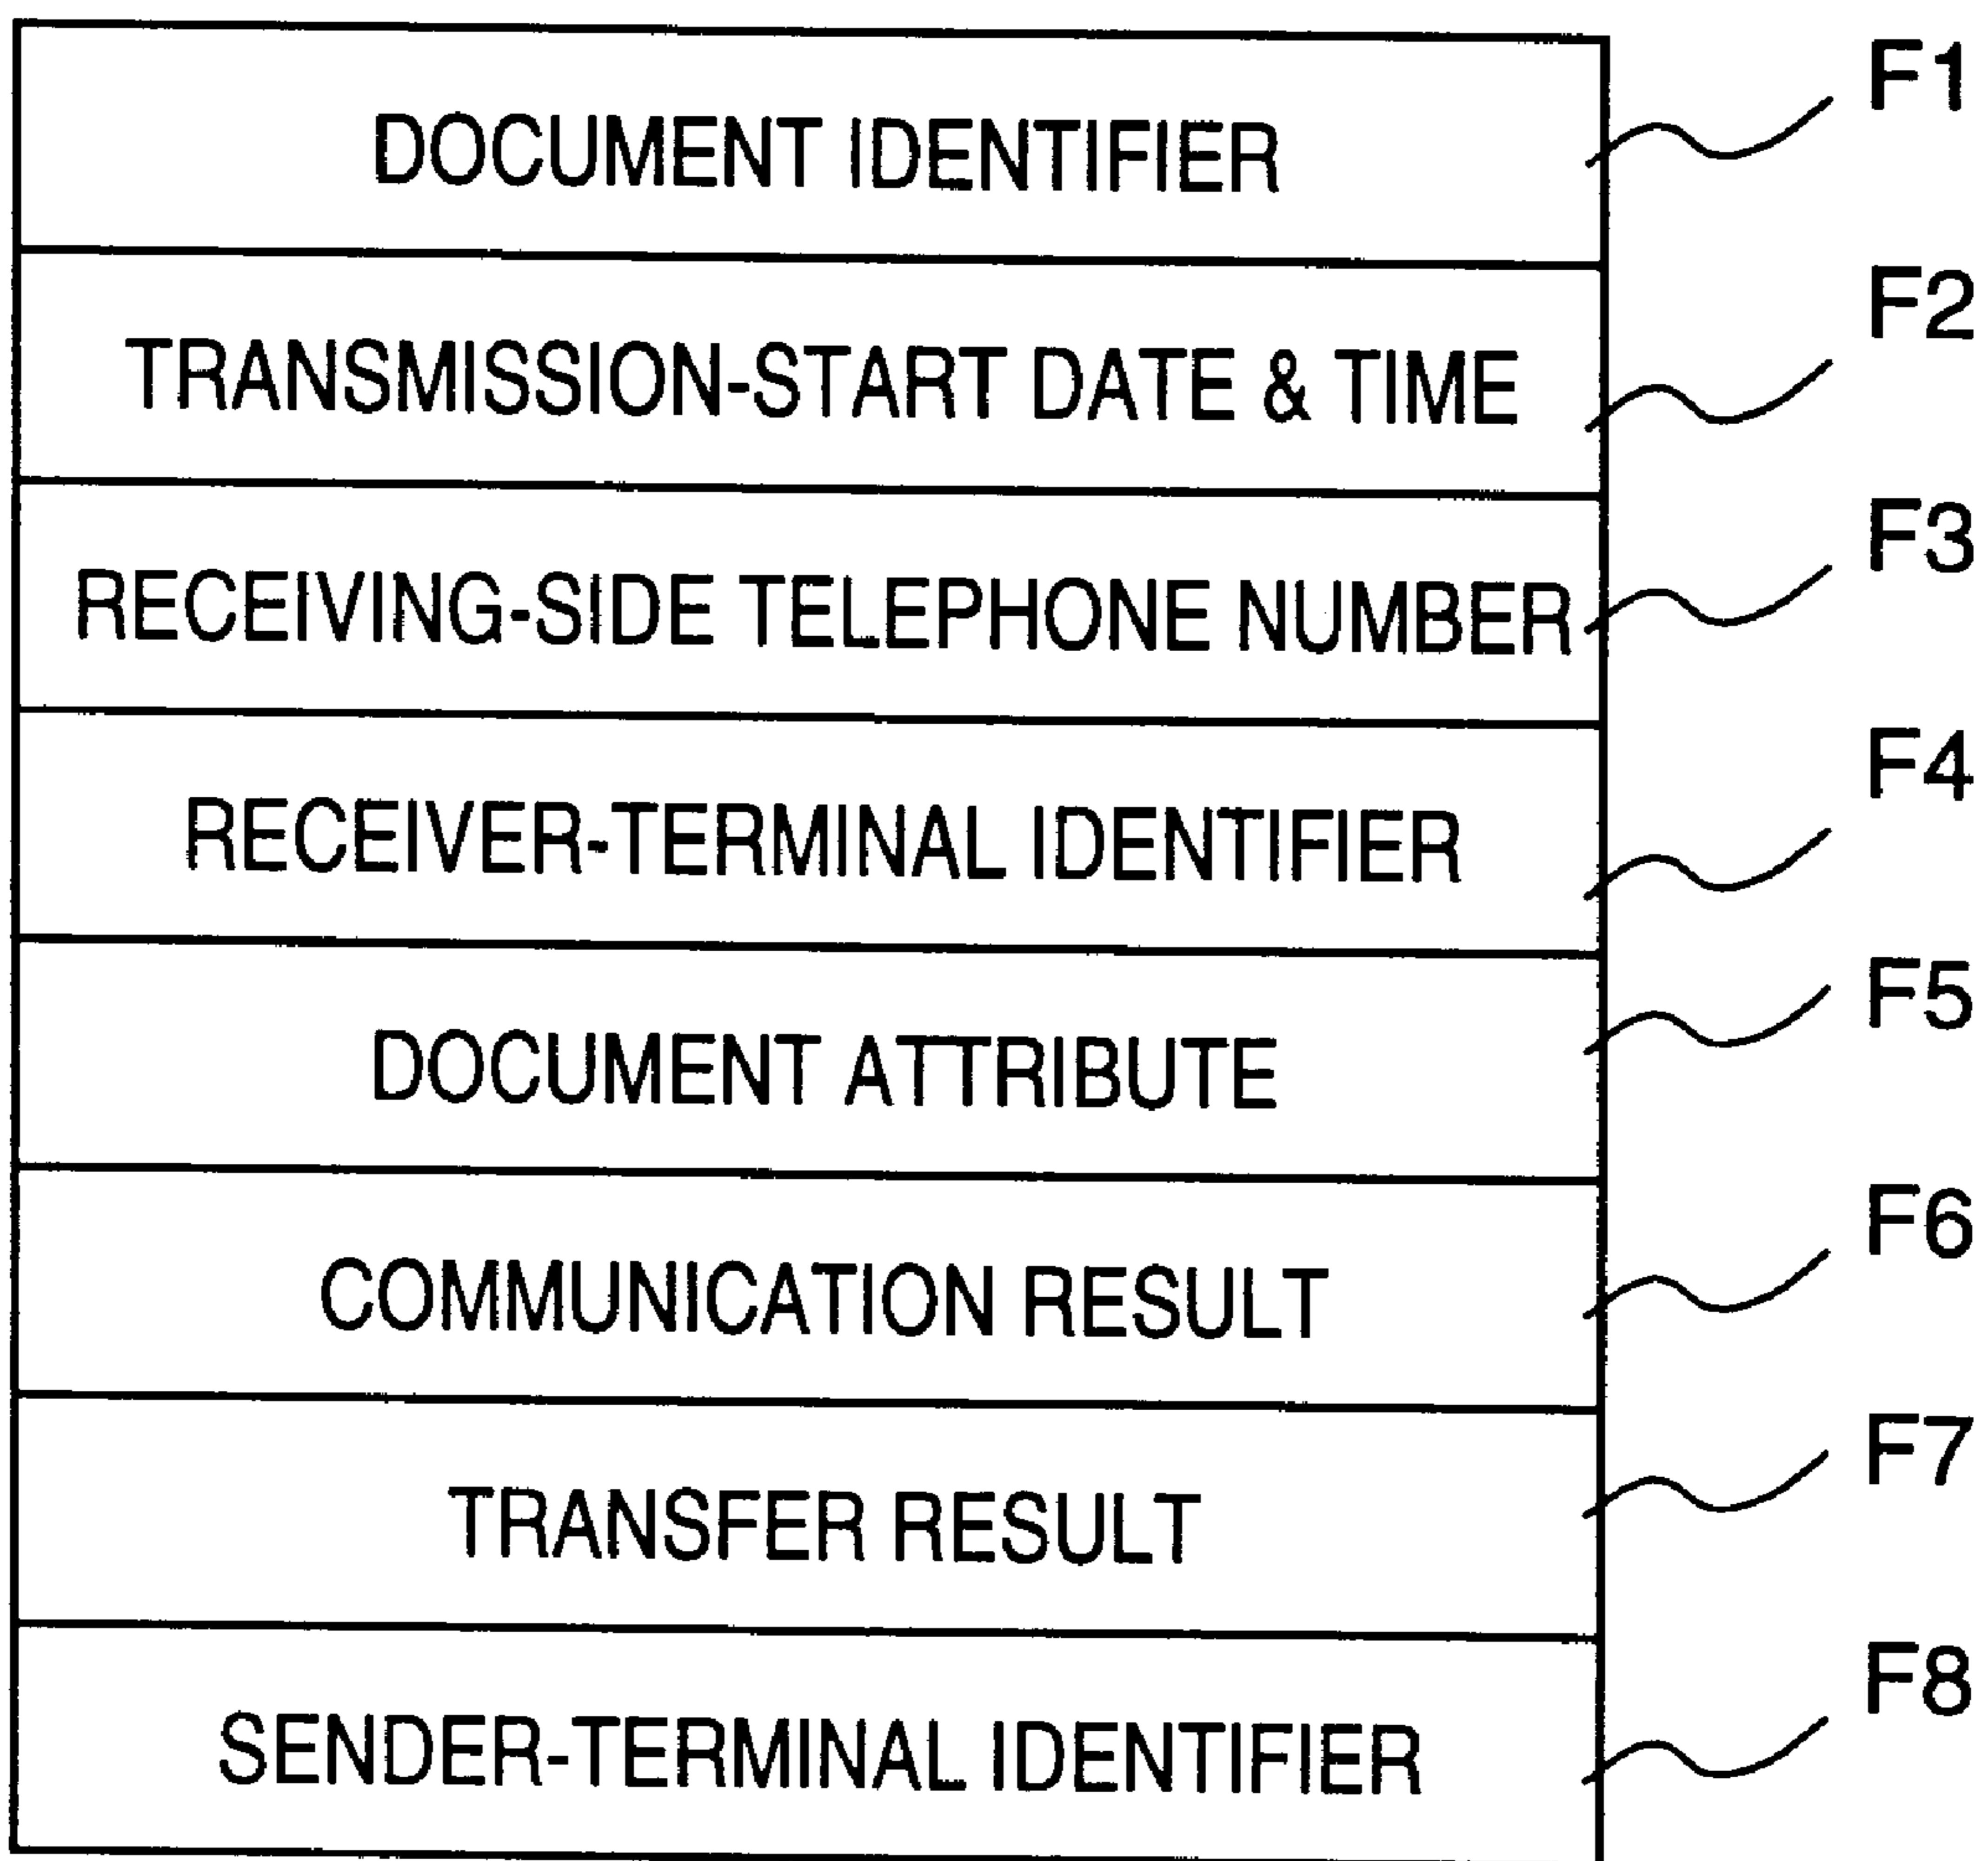 DOCUMENT IDENTIFIER F1
TRANSMISSION-START DATE & TIME F2
RECEIVING-SIDE TELEPHONE NUMBER F3
RECEIVER-TERMINAL IDENTIFIER F4
DOCUMENT ATTRIBUTE F5
COMMUNICATION RESULT F6
TRANSFER RESULT F7
SENDER-TERMINAL IDENTIFIER F8